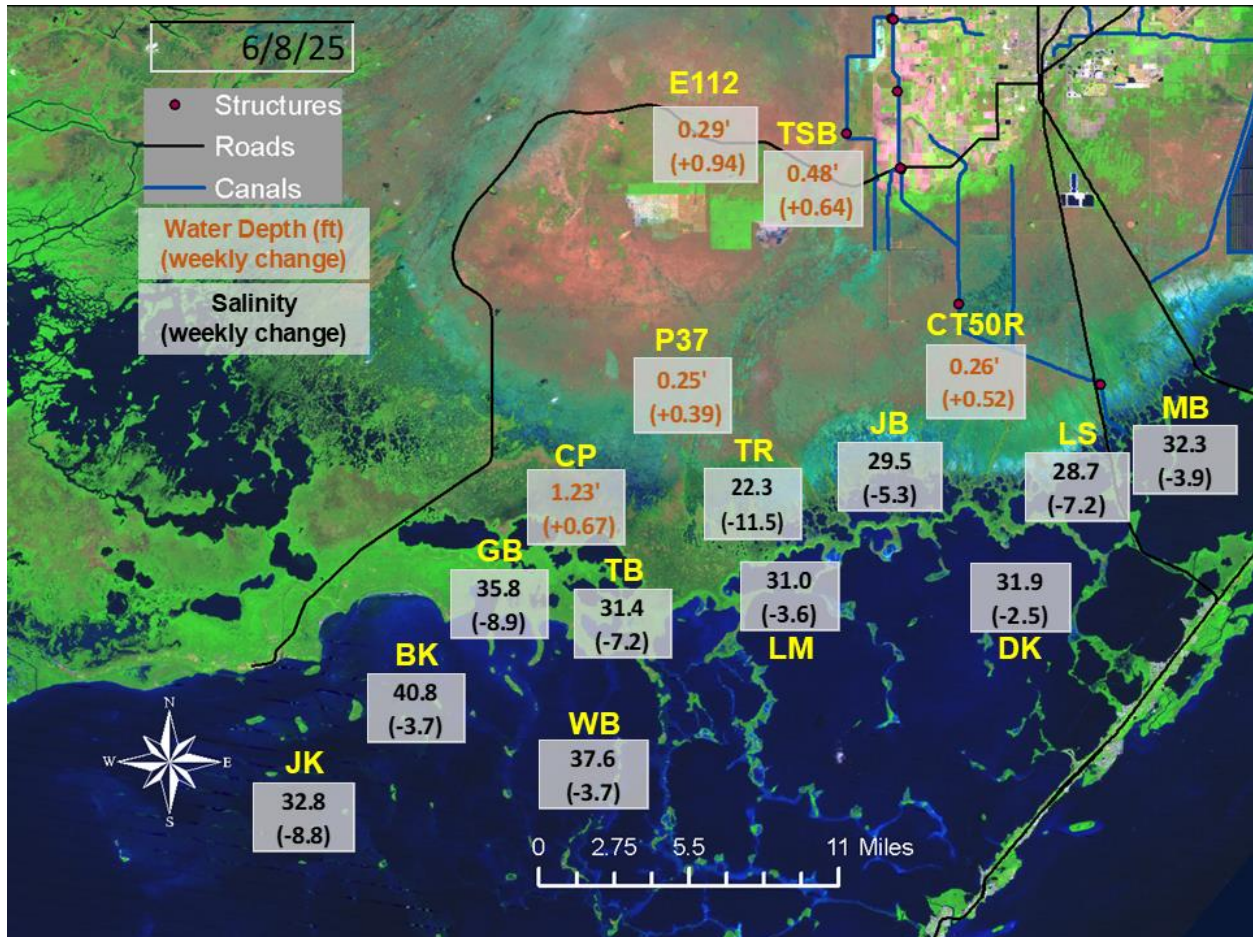 6/8/25
Structures
Roads
Canals
Water Depth (ft)
(weekly change)
Salinity
(weekly change)
E112
0.29'
(+0.94)
TSB
0.48'
(+0.64)
P37
0.25'
(+0.39)
CT50R
0.26'
(+0.52)
CP
1.23'
(+0.67)
TR
22.3
(-11.5)
JB
29.5
(-5.3)
LS
28.7
(-7.2)
MB
32.3
(-3.9)
GB
35.8
(-8.9)
TB
31.4
(-7.2)
31.0
(-3.6)
LM
31.9
(-2.5)
DK
BK
40.8
(-3.7)
WB
37.6
(-3.7)
JK
32.8
(-8.8)
N
W E
S
0 2.75 5.5 11 Miles